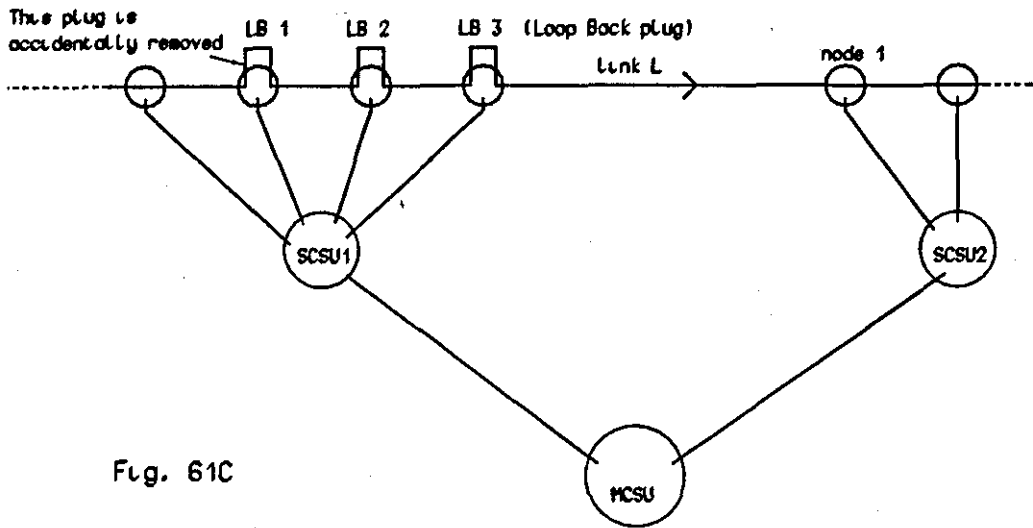 This plug is
accidentally removed
LB 1 LB 2 LB 3 (Loop Back plug)
link L
node 1
SCSU1
SCSU2
MCSU
Fig. 61C